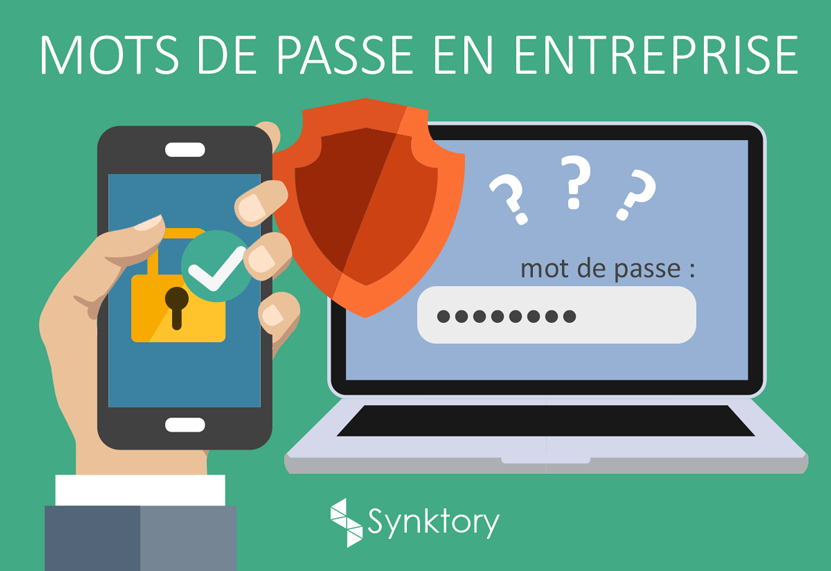 MOTS DE PASSE EN ENTREPRISE
? ? ?
mot de passe :
Synktory